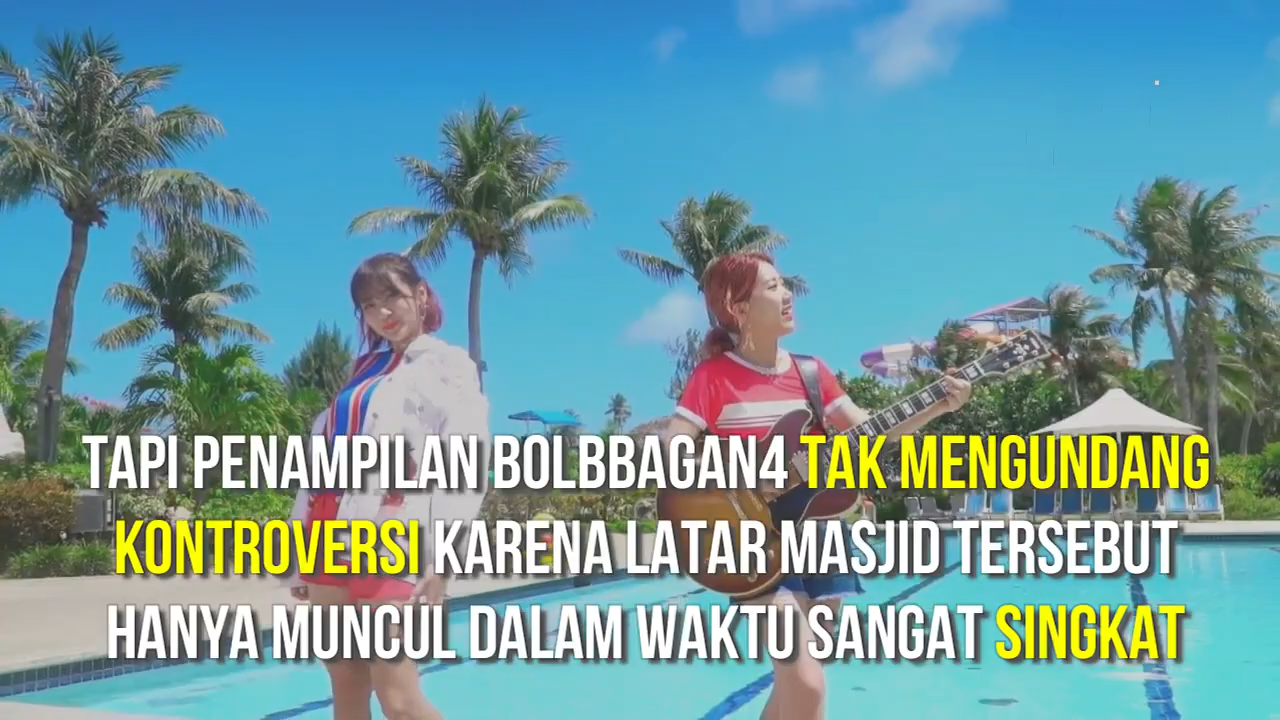 TAPI PENAMPILAN BOLBBAGAN4 TAK MENGUNDANG
KONTROVERSI KARENA LATAR MASJID TERSEBUT
HANYA MUNCUL DALAM WAKTU SANGAT SINGKAT